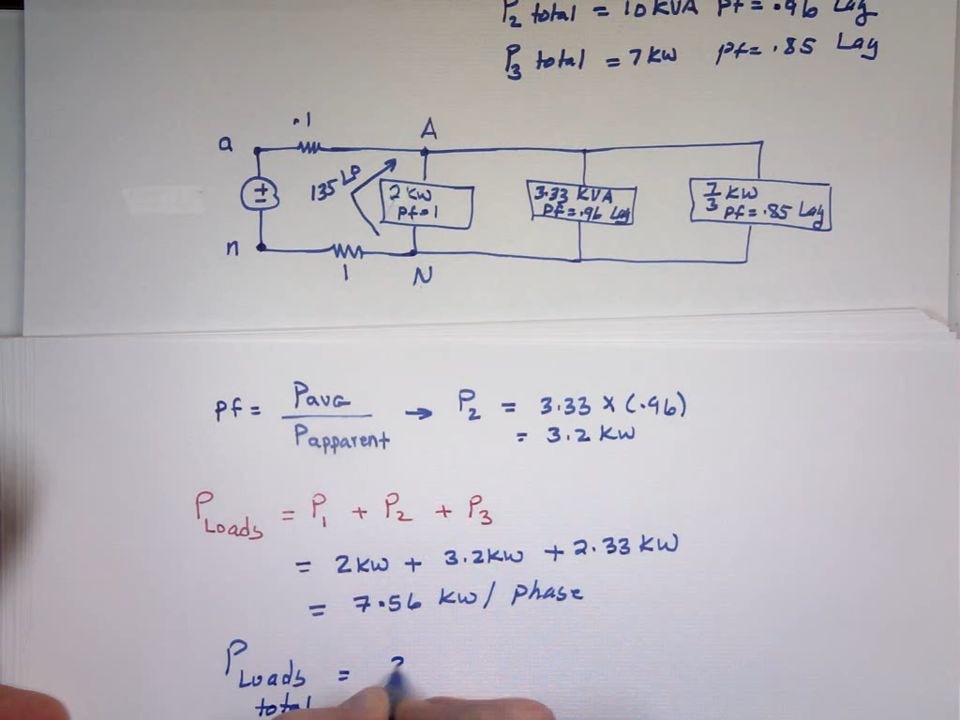 P2 total = 10 KVA pf = .96 Lag
P3 total = 7 KW pf = .85 Lag
.1
a
A
135 LP
2 KW
pf = 1
3.33 KVA
pf = .96 Lag
7/3 KW
pf = .85 Lag
n
1
N
pf = PAVG / PApparent → P2 = 3.33 × (.96)
= 3.2 KW
PLoads = P1 + P2 + P3
= 2KW + 3.2KW + 2.33 KW
= 7.56 KW / phase
PLoads =
total